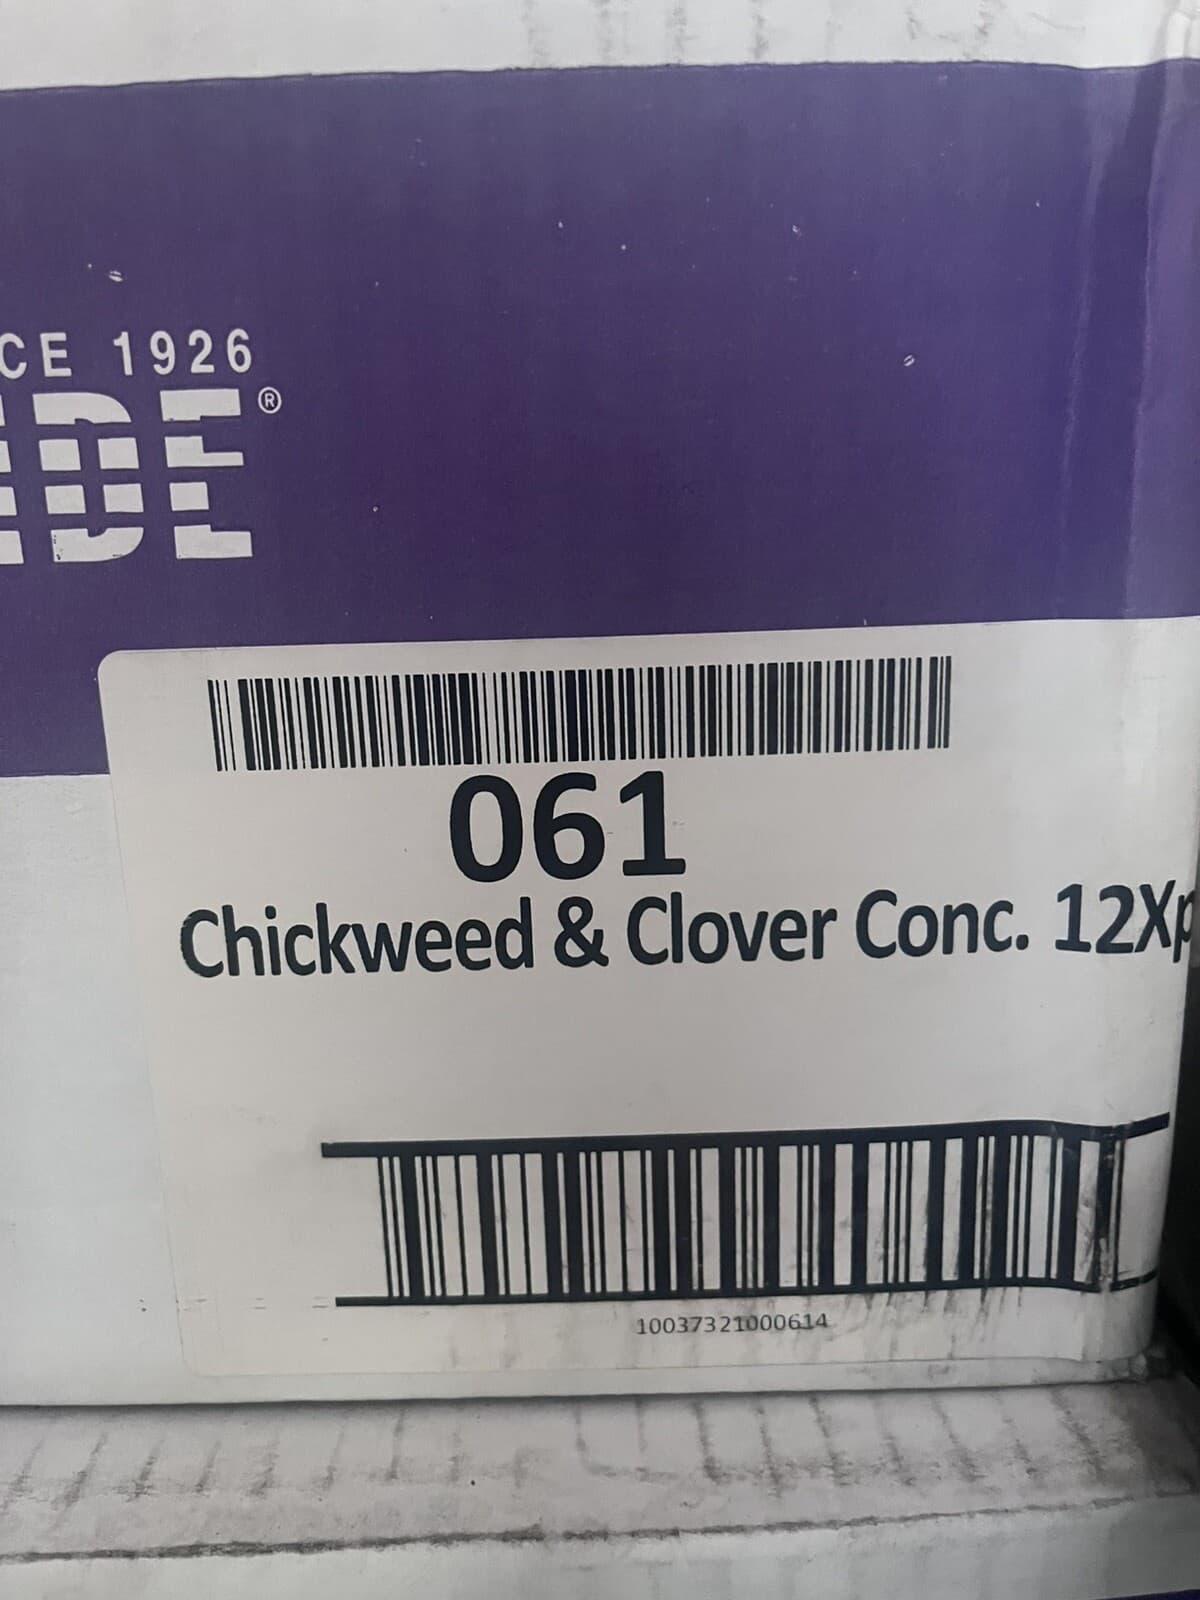 CE 1926
IDE®
061
Chickweed & Clover Conc. 12Xp
10037321000614